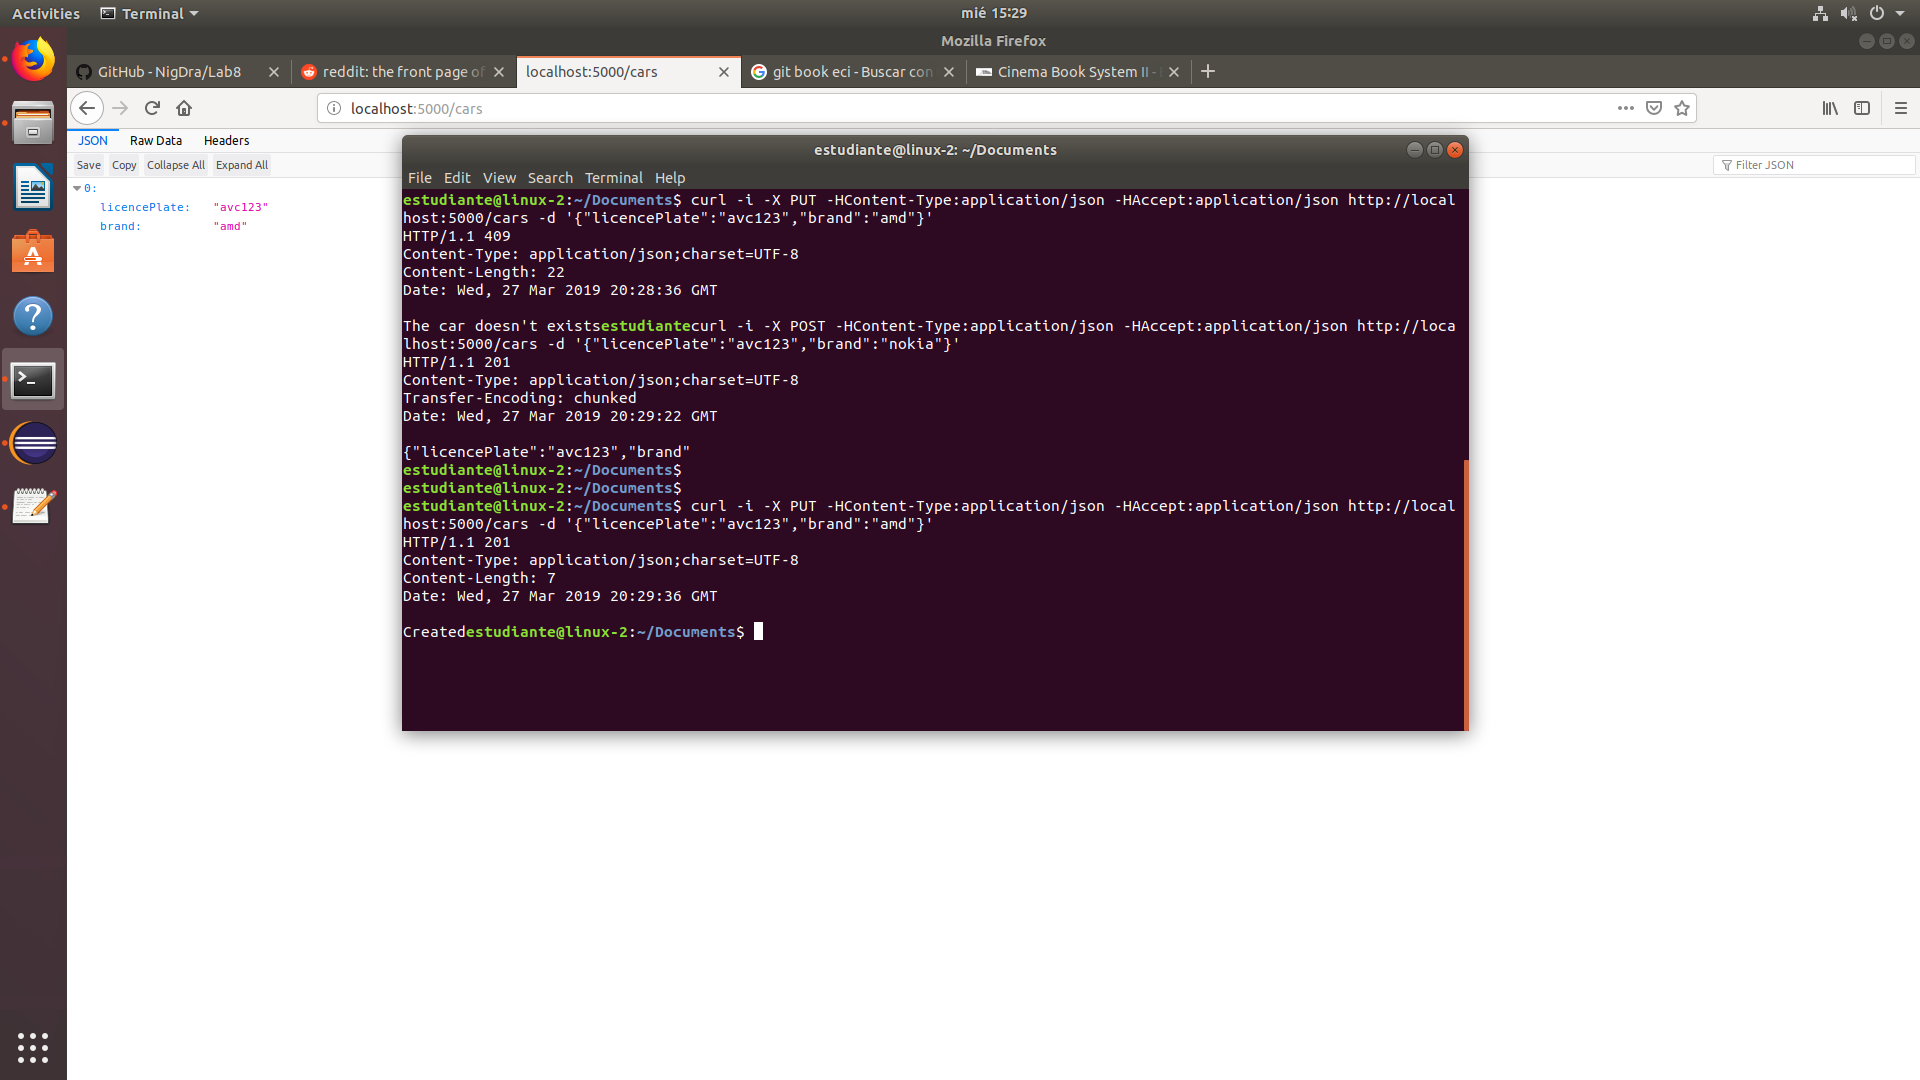 Activities Terminal mié 15:29
Mozilla Firefox
GitHub - NigDra/Lab8 reddit: the front page of localhost:5000/cars git book eci - Buscar con Cinema Book System II -
localhost:5000/cars
JSON Raw Data Headers
Save Copy Collapse All Expand All Filter JSON
0:
licencePlate: "avc123"
brand: "amd"
estudiante@linux-2: ~/Documents
File Edit View Search Terminal Help
estudiante@linux-2:~/Documents$ curl -i -X PUT -HContent-Type:application/json -HAccept:application/json http://local
host:5000/cars -d '{"licencePlate":"avc123","brand":"amd"}'
HTTP/1.1 409
Content-Type: application/json;charset=UTF-8
Content-Length: 22
Date: Wed, 27 Mar 2019 20:28:36 GMT
The car doesn't existsestudiantecurl -i -X POST -HContent-Type:application/json -HAccept:application/json http://loca
lhost:5000/cars -d '{"licencePlate":"avc123","brand":"nokia"}'
HTTP/1.1 201
Content-Type: application/json;charset=UTF-8
Transfer-Encoding: chunked
Date: Wed, 27 Mar 2019 20:29:22 GMT
{"licencePlate":"avc123","brand"
estudiante@linux-2:~/Documents$
estudiante@linux-2:~/Documents$
estudiante@linux-2:~/Documents$ curl -i -X PUT -HContent-Type:application/json -HAccept:application/json http://local
host:5000/cars -d '{"licencePlate":"avc123","brand":"amd"}'
HTTP/1.1 201
Content-Type: application/json;charset=UTF-8
Content-Length: 7
Date: Wed, 27 Mar 2019 20:29:36 GMT
Createdestudiante@linux-2:~/Documents$